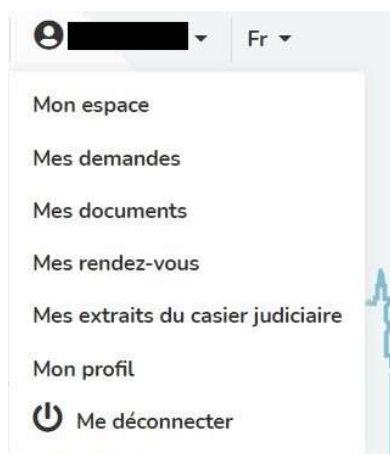 Fr
Mon espace
Mes demandes
Mes documents
Mes rendez-vous
Mes extraits du casier judiciaire
Mon profil
Me déconnecter